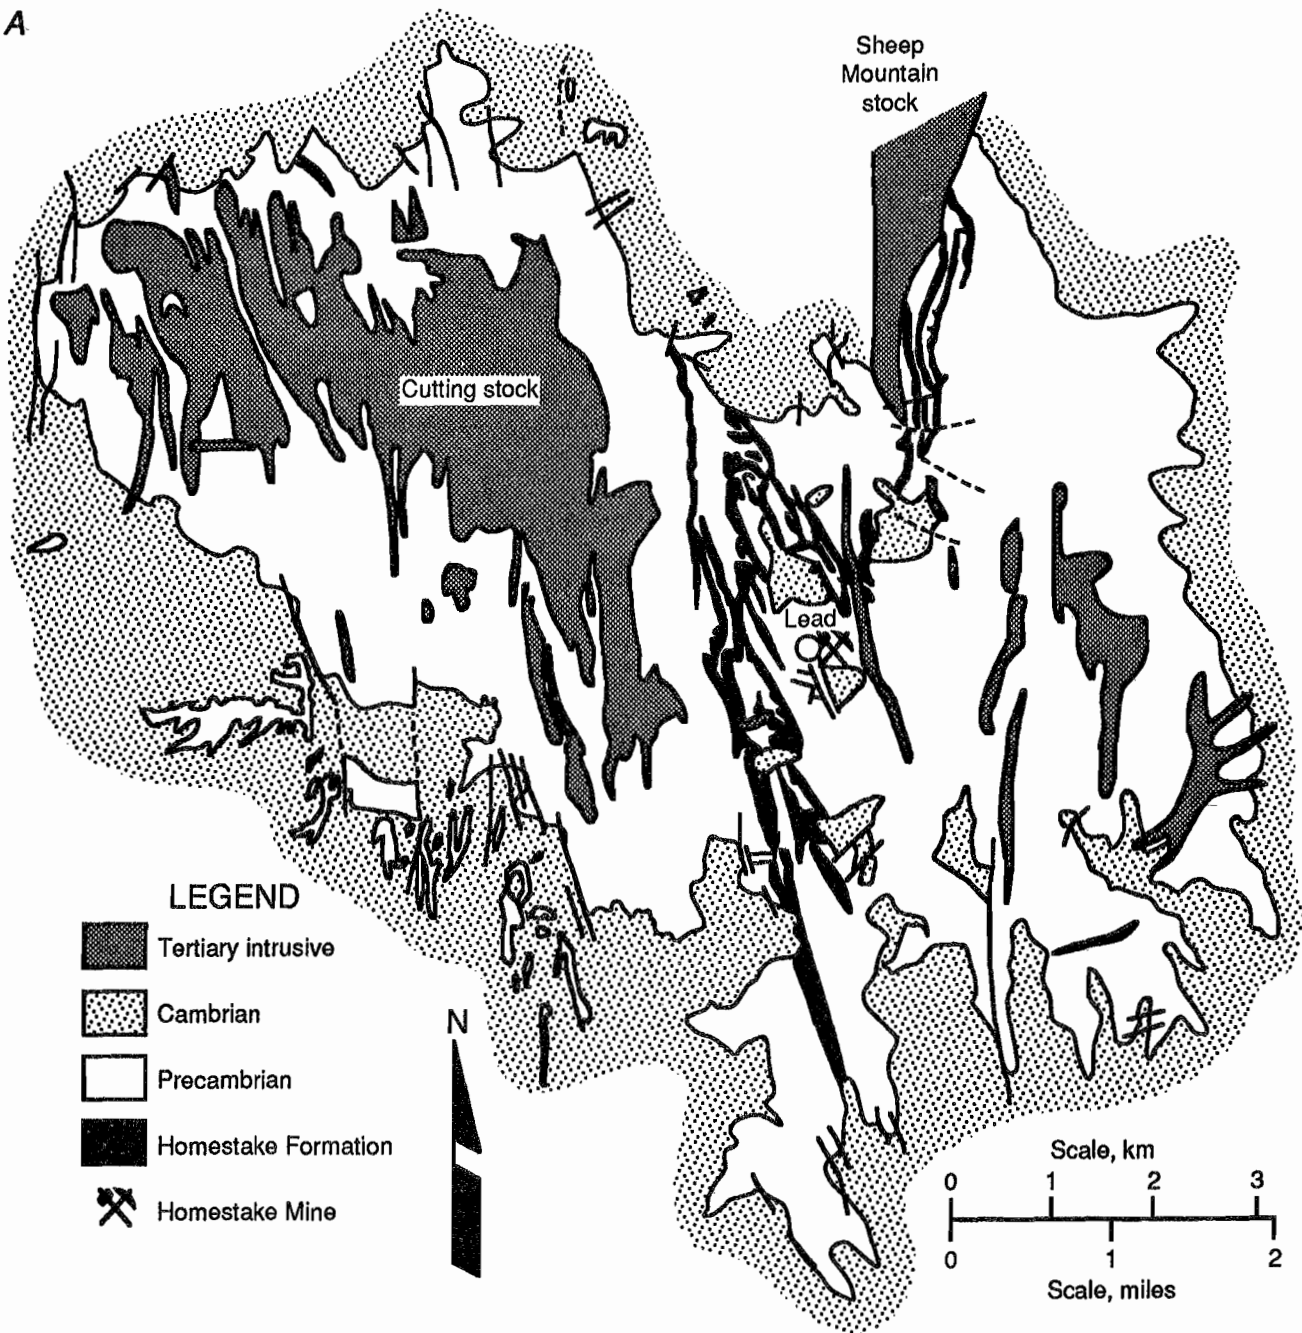 A
Sheep
Mountain
stock
Cutting stock
Lead
LEGEND
Tertiary intrusive
Cambrian
Precambrian
Homestake Formation
Homestake Mine
N
Scale, km
0 1 2 3
0 1 2
Scale, miles